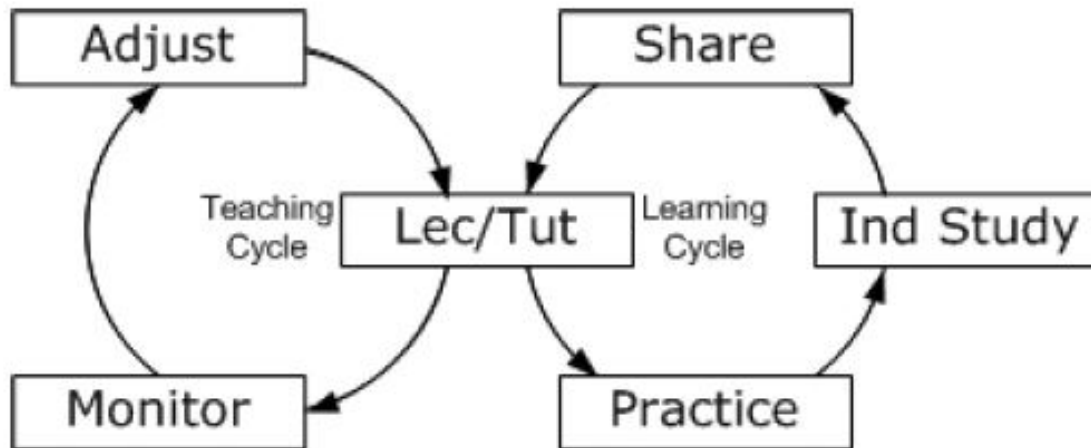 Adjust
Share
Teaching
Cycle
Lec/Tut
Learning
Cycle
Ind Study
Monitor
Practice